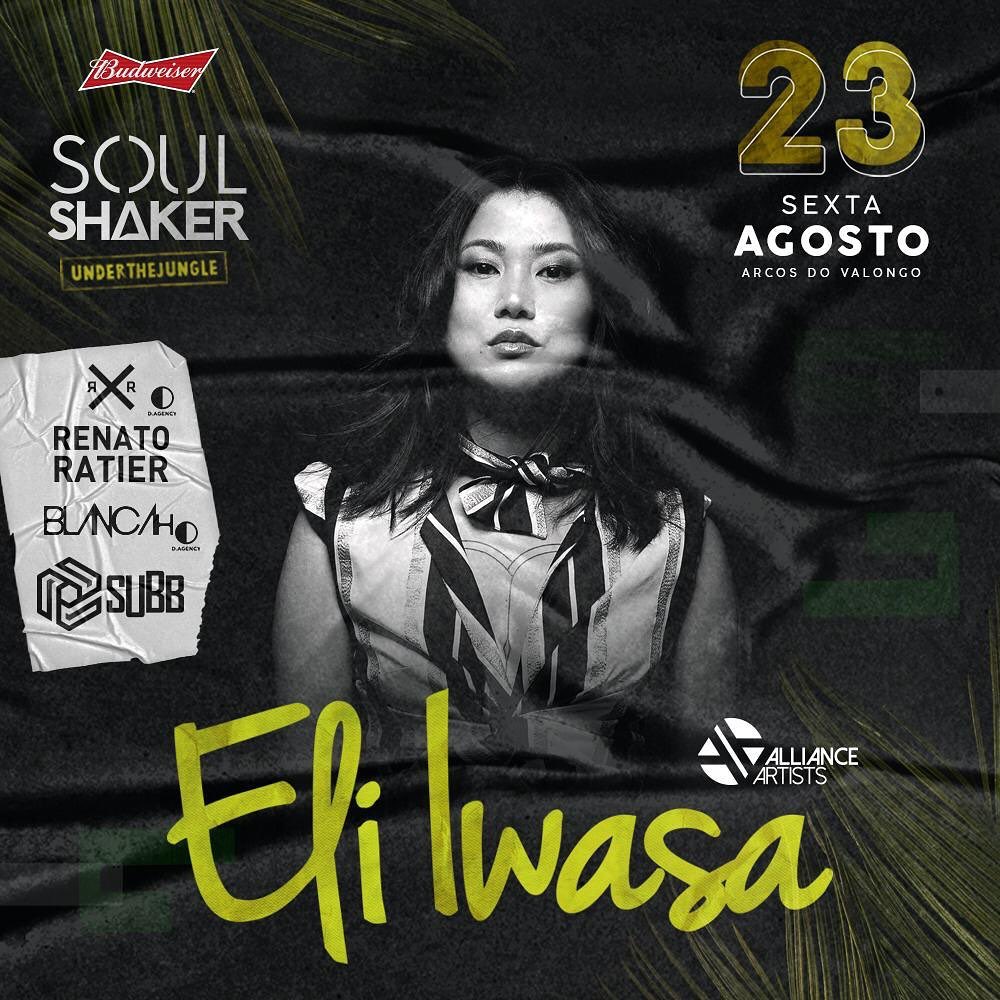 Budweiser
SOUL
SHAKER
UNDERTHEJUNGLE
23
SEXTA
AGOSTO
ARCOS DO VALONGO
R R
D.AGENCY
RENATO
RATIER
BLANCAH
D.AGENCY
SUBB
Eli Iwasa
ALLIANCE
ARTISTS